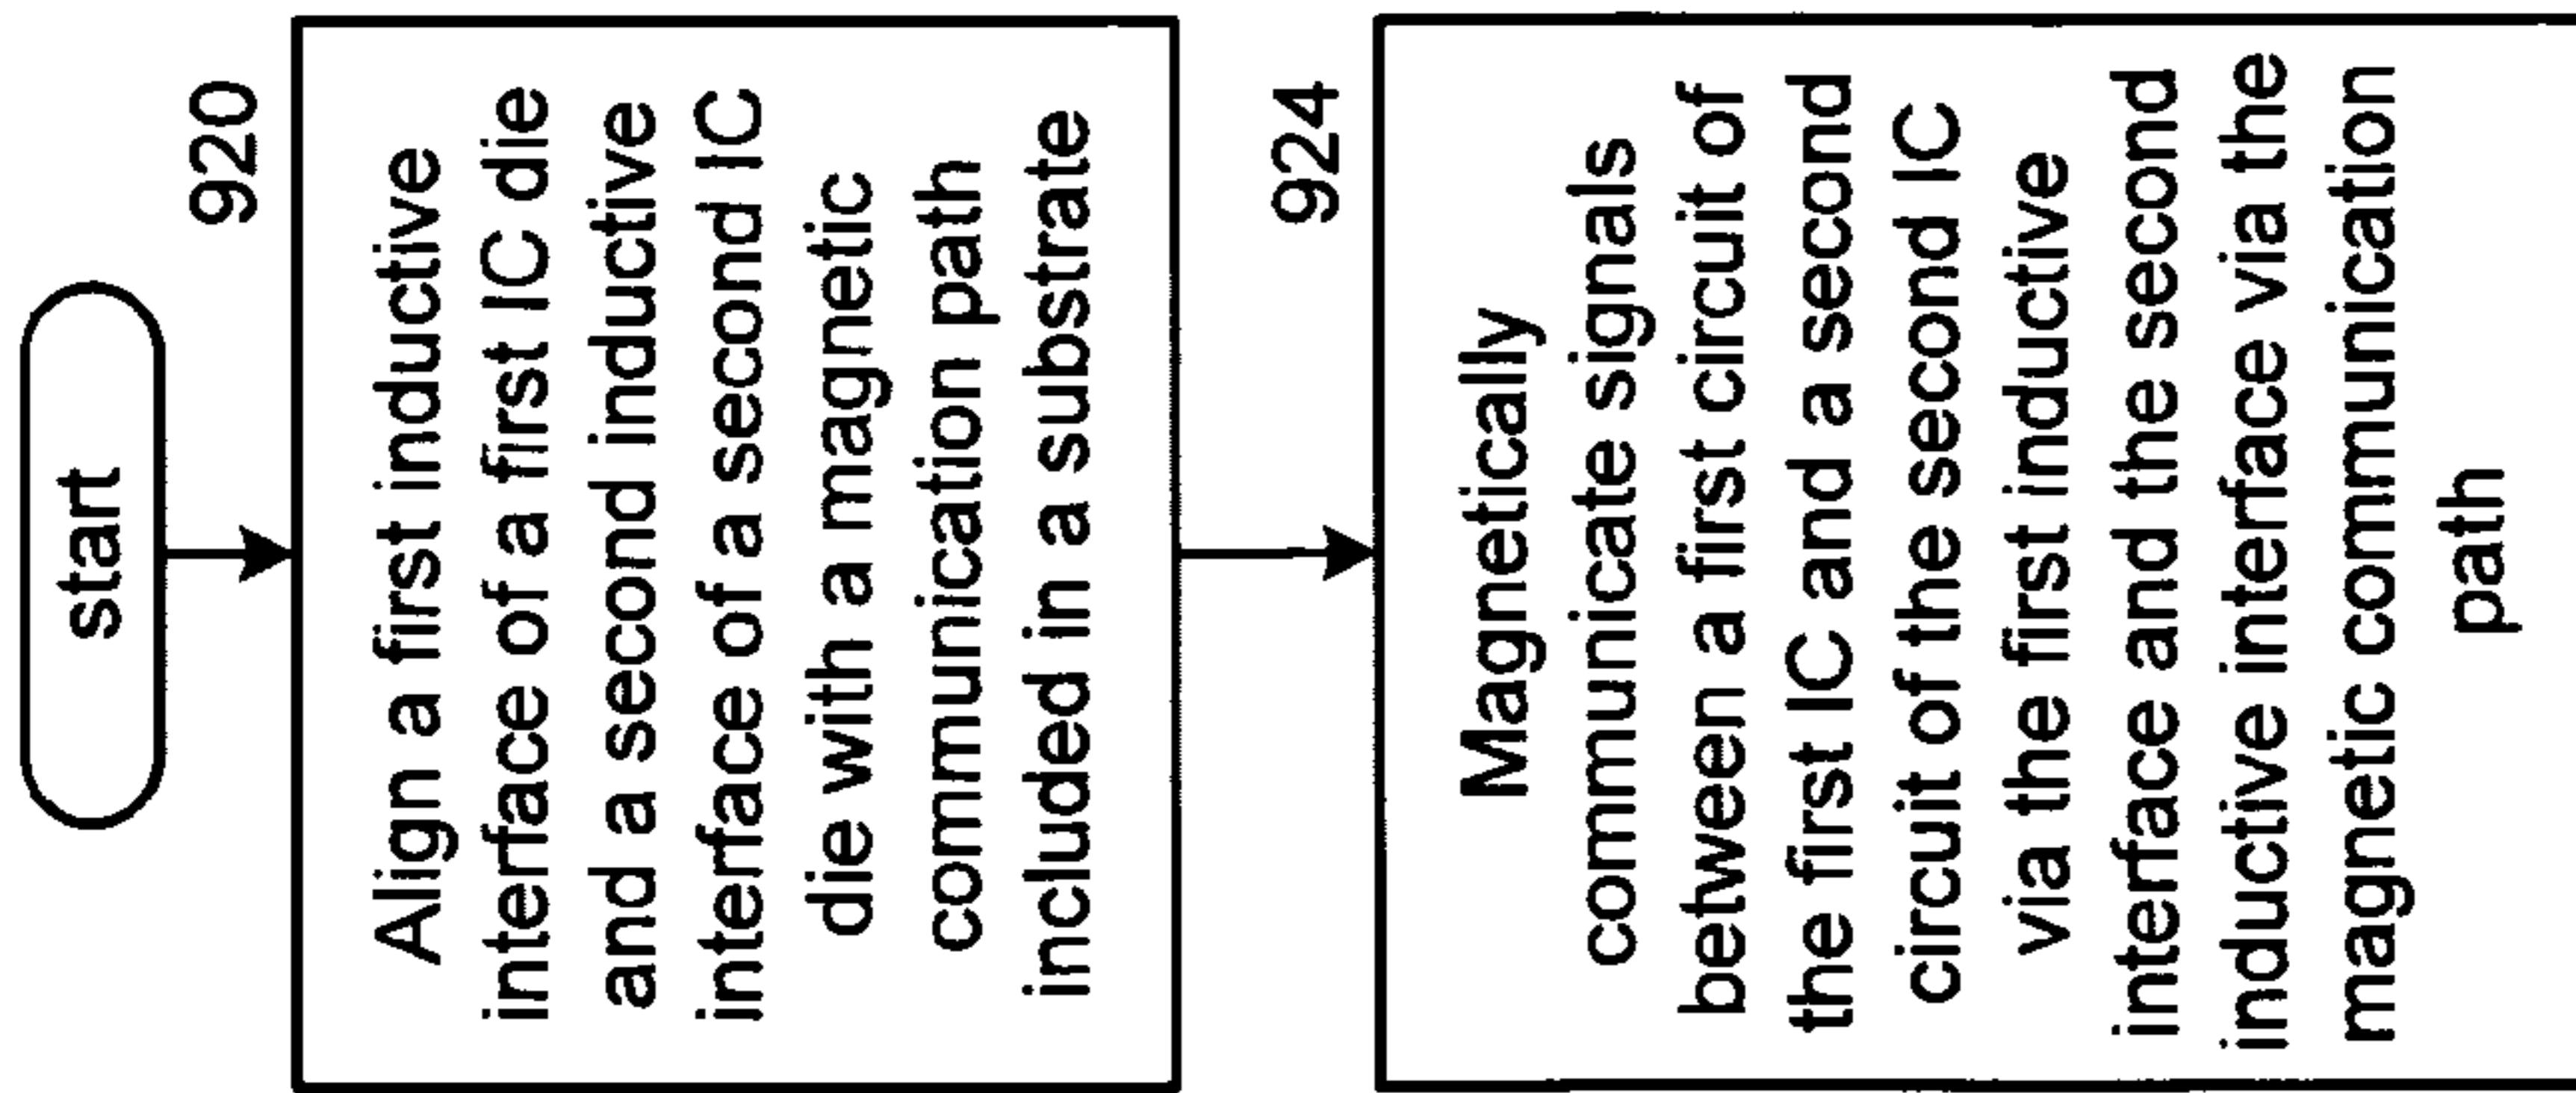 start
920
Align a first inductive
interface of a first IC die
and a second inductive
interface of a second IC
die with a magnetic
communication path
included in a substrate
924
Magnetically
communicate signals
between a first circuit of
the first IC and a second
circuit of the second IC
via the first inductive
interface and the second
inductive interface via the
magnetic communication
path